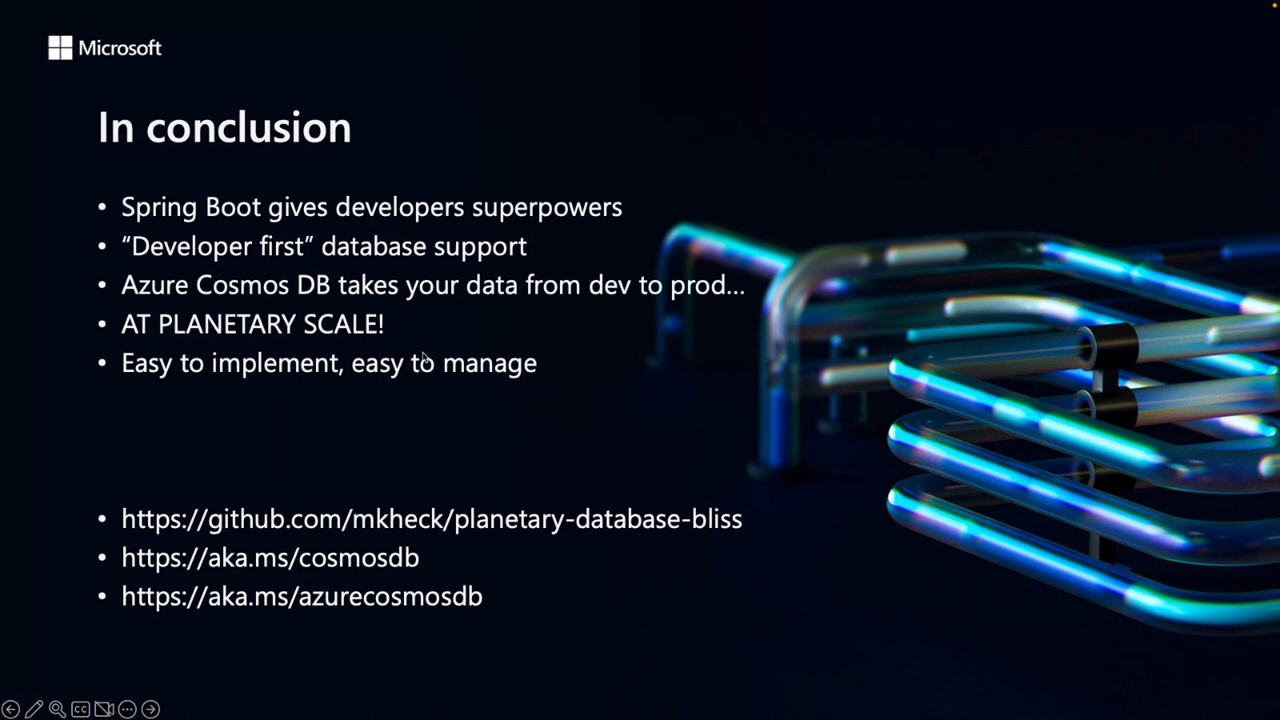 Microsoft
In conclusion
• Spring Boot gives developers superpowers
• “Developer first” database support
• Azure Cosmos DB takes your data from dev to prod...
• AT PLANETARY SCALE!
• Easy to implement, easy to manage
• https://github.com/mkheck/planetary-database-bliss
• https://aka.ms/cosmosdb
• https://aka.ms/azurecosmosdb
CC